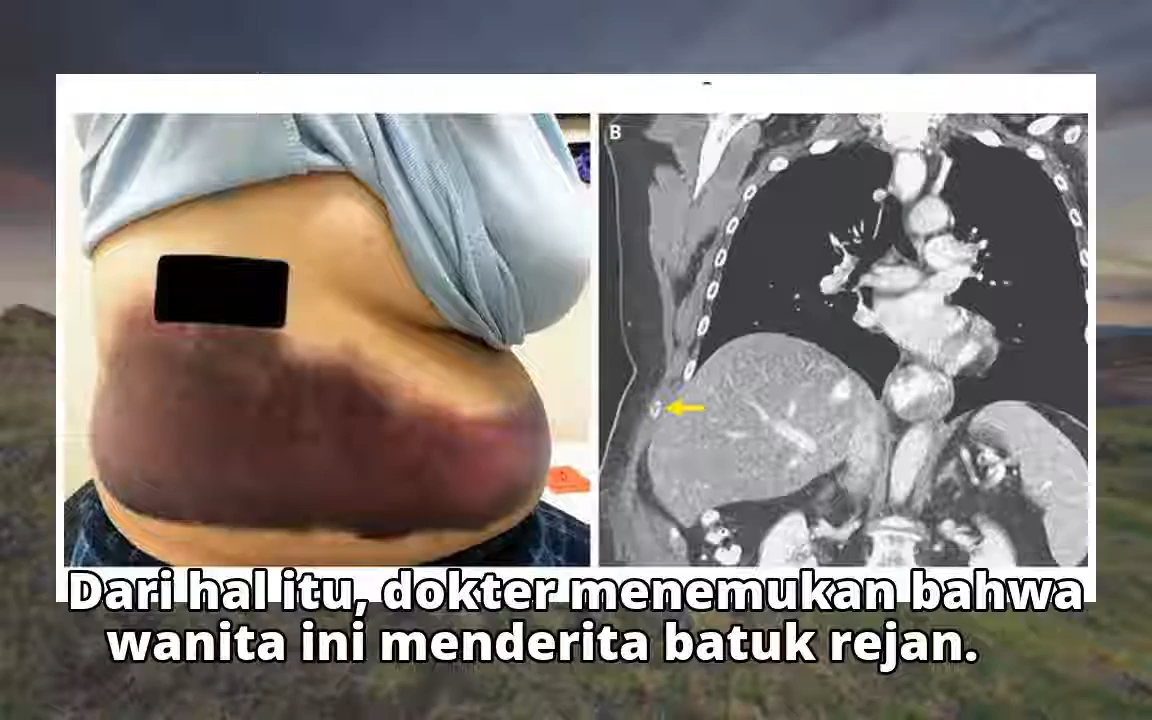 B
Dari hal itu, dokter menemukan bahwa
wanita ini menderita batuk rejan.